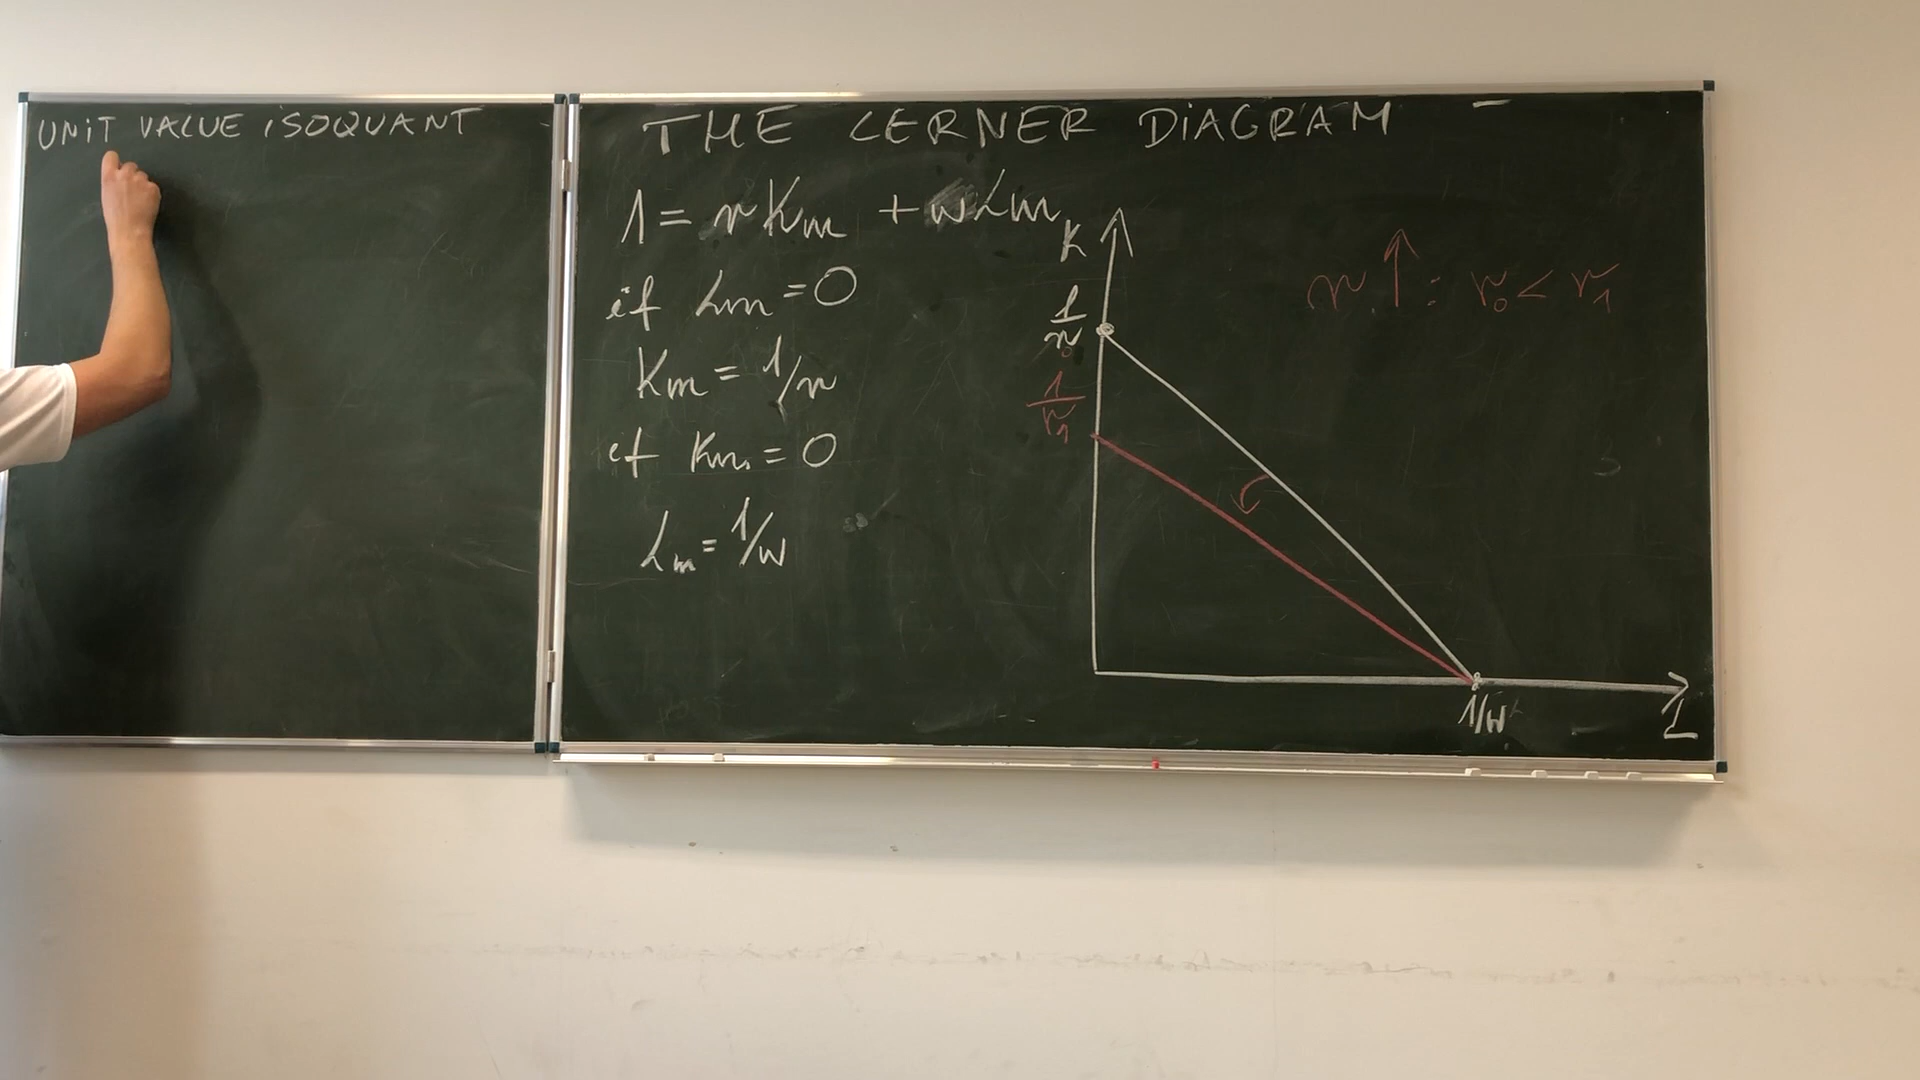 UNIT VALUE ISOQUANT
THE LERNER DIAGRAM
1 = rKm + wLm
if Lm = 0
Km = 1/r
if Km = 0
Lm = 1/w
K
1/r0
1/r1
r↑: r0 < r1
1/w
L